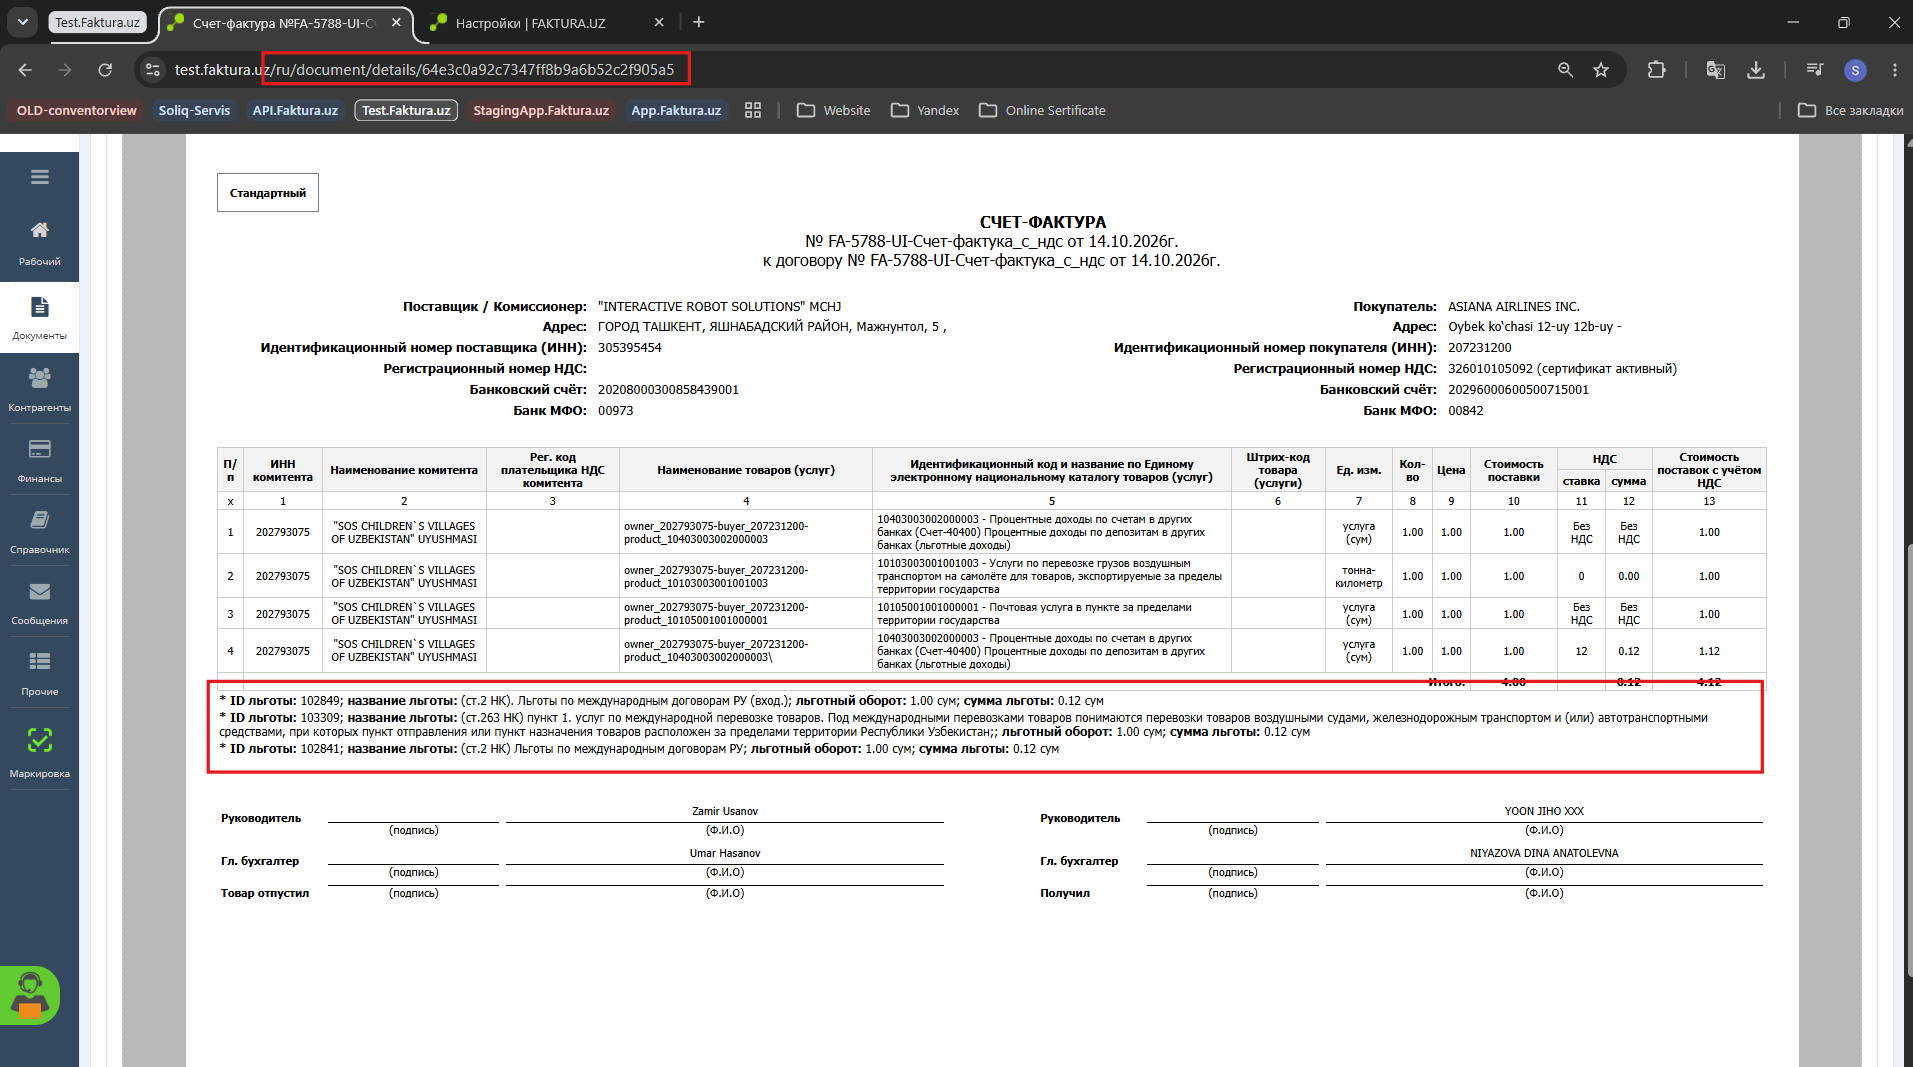 Test.Faktura.uz
Счет-фактура №FA-5788-UI-С
Настройки | FAKTURA.UZ
test.faktura.uz/ru/document/details/64e3c0a92c7347ff8b9a6b52c2f905a5
S
OLD-conventorview
Soliq-Servis
API.Faktura.uz
Test.Faktura.uz
StagingApp.Faktura.uz
App.Faktura.uz
Website
Yandex
Online Sertificate
Все закладки
Рабочий
Документы
Контрагенты
Финансы
Справочник
Сообщения
Прочие
Маркировка
Стандартный
СЧЕТ-ФАКТУРА
№ FA-5788-UI-Счет-фактука_с_ндс от 14.10.2026г.
к договору № FA-5788-UI-Счет-фактука_с_ндс от 14.10.2026г.
Поставщик / Комиссионер: "INTERACTIVE ROBOT SOLUTIONS" MCHJ
Адрес: ГОРОД ТАШКЕНТ, ЯШНАБАДСКИЙ РАЙОН, Мажнунтол, 5 ,
Идентификационный номер поставщика (ИНН): 305395454
Регистрационный номер НДС:
Банковский счёт: 20208000300858439001
Банк МФО: 00973
Покупатель: ASIANA AIRLINES INC.
Адрес: Oybek ko‘chasi 12-uy 12b-uy -
Идентификационный номер покупателя (ИНН): 207231200
Регистрационный номер НДС: 326010105092 (сертификат активный)
Банковский счёт: 20296000600500715001
Банк МФО: 00842
П/
п
ИНН
комитента
Наименование комитента
Рег. код
плательщика НДС
комитента
Наименование товаров (услуг)
Идентификационный код и название по Единому
электронному национальному каталогу товаров (услуг)
Штрих-код
товара
(услуги)
Ед. изм.
Кол-
во
Цена
Стоимость
поставки
НДС
ставка сумма
Стоимость
поставок с учётом
НДС
x 1 2 3 4 5 6 7 8 9 10 11 12 13
1
202793075
"SOS CHILDREN`S VILLAGES
OF UZBEKISTAN" UYUSHMASI
owner_202793075-buyer_207231200-
product_10403003002000003
10403003002000003 - Процентные доходы по счетам в других
банках (Счет-40400) Процентные доходы по депозитам в других
банках (льготные доходы)
услуга
(сум)
1.00 1.00 1.00
Без
НДС
Без
НДС
1.00
2
202793075
"SOS CHILDREN`S VILLAGES
OF UZBEKISTAN" UYUSHMASI
owner_202793075-buyer_207231200-
product_10103003001001003
10103003001001003 - Услуги по перевозке грузов воздушным
транспортом на самолёте для товаров, экспортируемые за пределы
территории государства
тонна-
километр
1.00 1.00 1.00 0 0.00 1.00
3
202793075
"SOS CHILDREN`S VILLAGES
OF UZBEKISTAN" UYUSHMASI
owner_202793075-buyer_207231200-
product_10105001001000001
10105001001000001 - Почтовая услуга в пункте за пределами
территории государства
услуга
(сум)
1.00 1.00 1.00
Без
НДС
Без
НДС
1.00
4
202793075
"SOS CHILDREN`S VILLAGES
OF UZBEKISTAN" UYUSHMASI
owner_202793075-buyer_207231200-
product_10403003002000003\
10403003002000003 - Процентные доходы по счетам в других
банках (Счет-40400) Процентные доходы по депозитам в других
банках (льготные доходы)
услуга
(сум)
1.00 1.00 1.00 12 0.12 1.12
Итого: 4.00 0.12 4.12
* ID льготы: 102849; название льготы: (ст.2 НК). Льготы по международным договорам РУ (вход.); льготный оборот: 1.00 сум; сумма льготы: 0.12 сум
* ID льготы: 103309; название льготы: (ст.263 НК) пункт 1. услуг по международной перевозке товаров. Под международными перевозками товаров понимаются перевозки товаров воздушными судами, железнодорожным транспортом и (или) автотранспортными
средствами, при которых пункт отправления или пункт назначения товаров расположен за пределами территории Республики Узбекистан;; льготный оборот: 1.00 сум; сумма льготы: 0.12 сум
* ID льготы: 102841; название льготы: (ст.2 НК) Льготы по международным договорам РУ; льготный оборот: 1.00 сум; сумма льготы: 0.12 сум
Руководитель
(подпись)
Zamir Usanov
(Ф.И.О)
Гл. бухгалтер
(подпись)
Umar Hasanov
(Ф.И.О)
Товар отпустил
(подпись)
(Ф.И.О)
Руководитель
(подпись)
YOON JIHO XXX
(Ф.И.О)
Гл. бухгалтер
(подпись)
NIYAZOVA DINA ANATOLEVNA
(Ф.И.О)
Получил
(подпись)
(Ф.И.О)